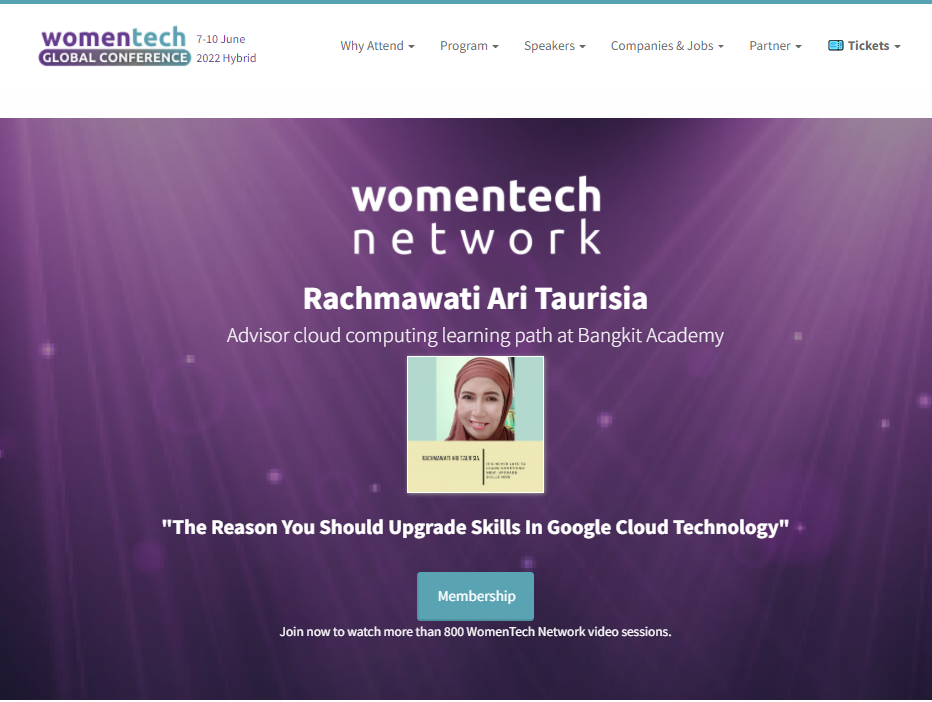 womentech
GLOBAL CONFERENCE
7-10 June
2022 Hybrid
Why Attend
Program
Speakers
Companies & Jobs
Partner
Tickets
womentech
network
Rachmawati Ari Taurisia
Advisor cloud computing learning path at Bangkit Academy
RACHMAWATI ARI TAURISIA
"The Reason You Should Upgrade Skills In Google Cloud Technology"
Membership
Join now to watch more than 800 WomenTech Network video sessions.